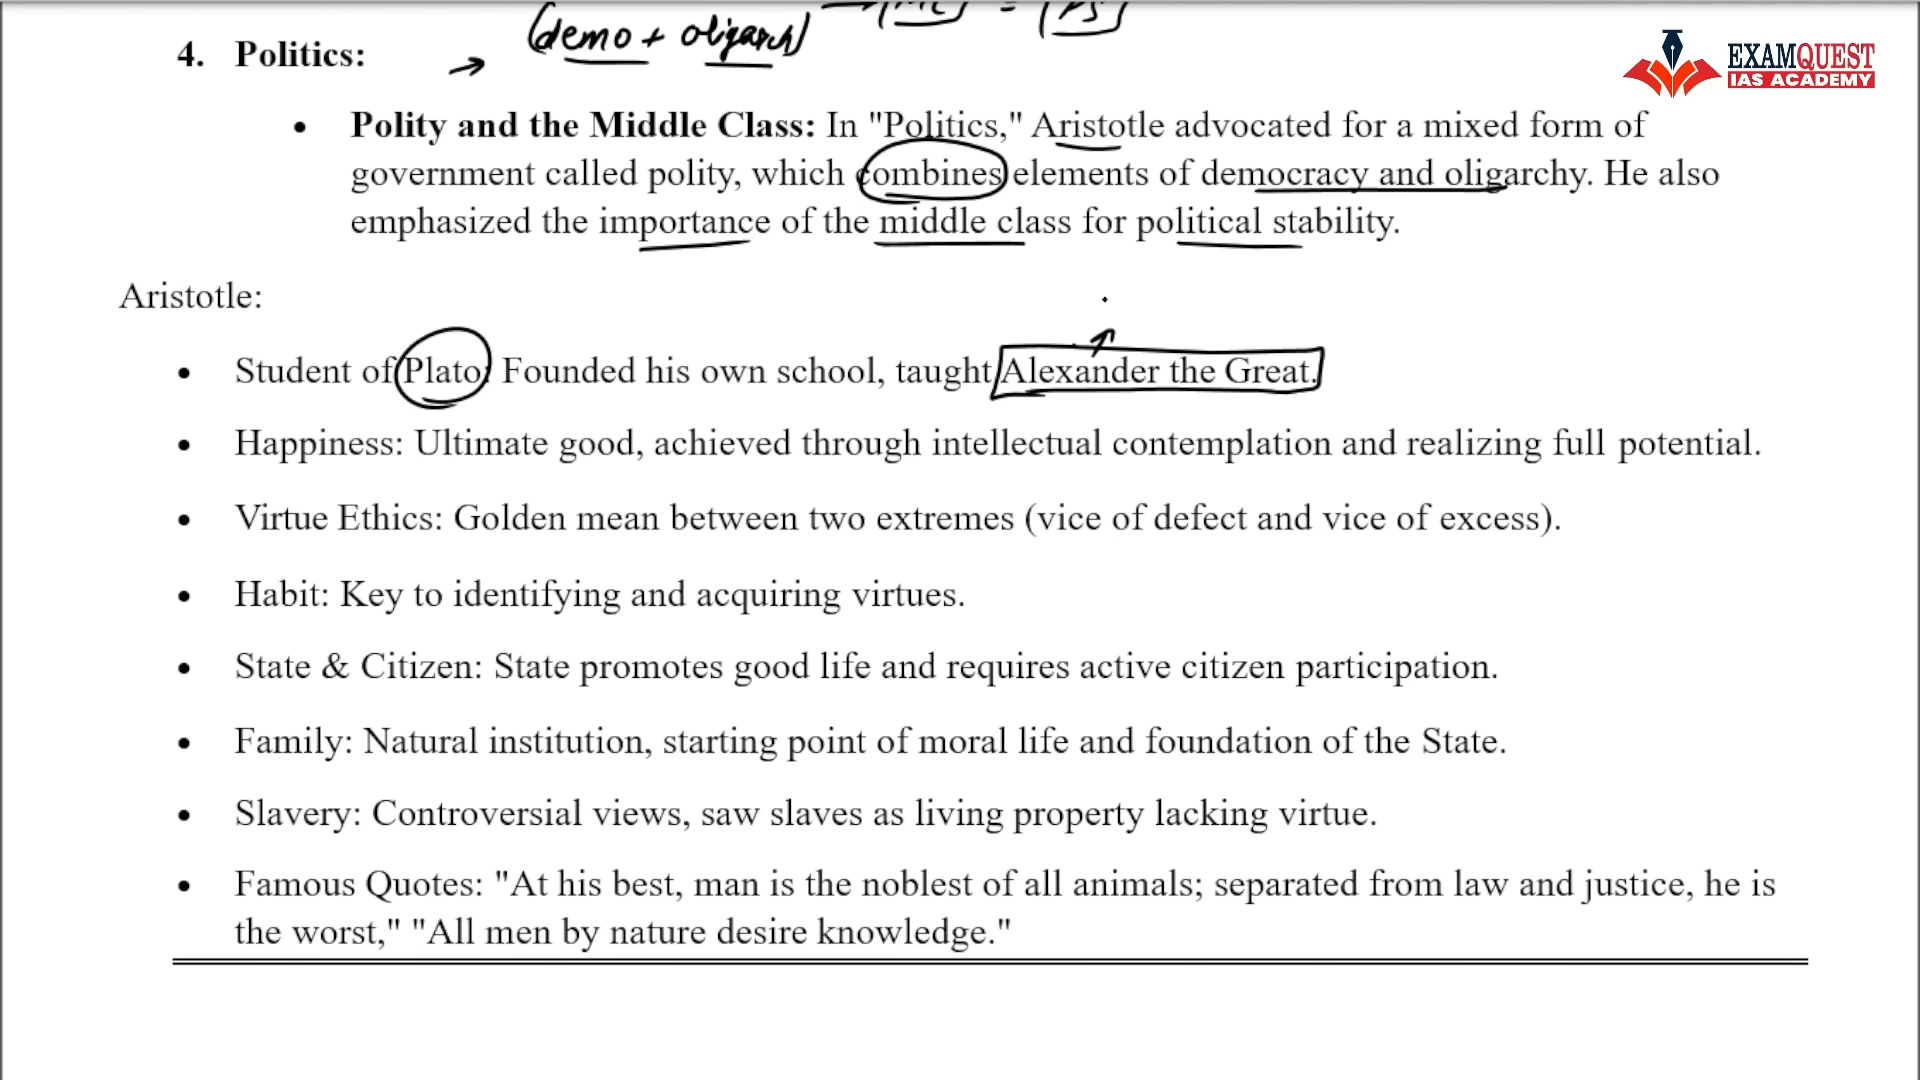 (demo + oligarch)
4. Politics:
EXAMQUEST
IAS ACADEMY
• Polity and the Middle Class: In "Politics," Aristotle advocated for a mixed form of
government called polity, which combines elements of democracy and oligarchy. He also
emphasized the importance of the middle class for political stability.
Aristotle:
• Student of Plato. Founded his own school, taught Alexander the Great.
• Happiness: Ultimate good, achieved through intellectual contemplation and realizing full potential.
• Virtue Ethics: Golden mean between two extremes (vice of defect and vice of excess).
• Habit: Key to identifying and acquiring virtues.
• State & Citizen: State promotes good life and requires active citizen participation.
• Family: Natural institution, starting point of moral life and foundation of the State.
• Slavery: Controversial views, saw slaves as living property lacking virtue.
• Famous Quotes: "At his best, man is the noblest of all animals; separated from law and justice, he is
the worst," "All men by nature desire knowledge."